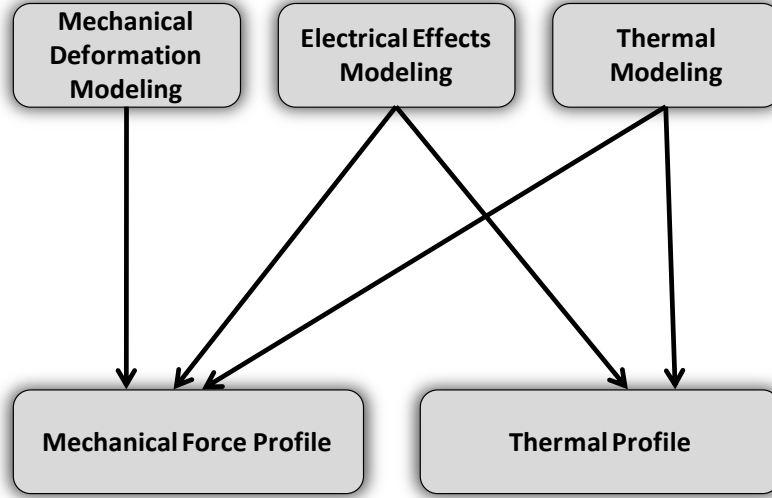 Mechanical
Deformation
Modeling
Electrical Effects
Modeling
Thermal
Modeling
Mechanical Force Profile
Thermal Profile